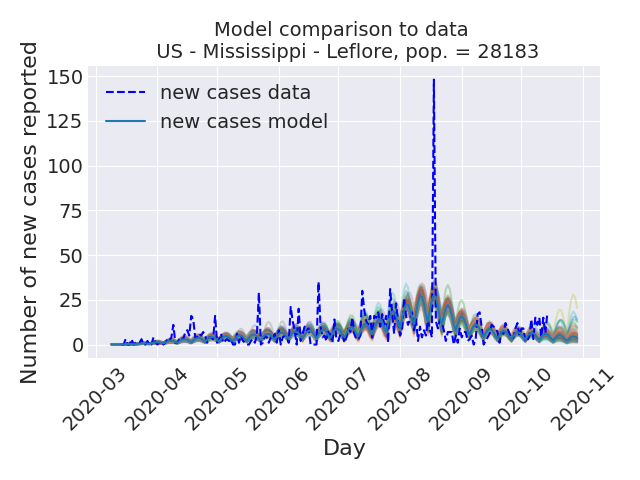 Model comparison to data
US - Mississippi - Leflore, pop. = 28183
Number of new cases reported
150
125
100
75
50
25
0
new cases data
new cases model
2020-03
2020-04
2020-05
2020-06
2020-07
2020-08
2020-09
2020-10
2020-11
Day